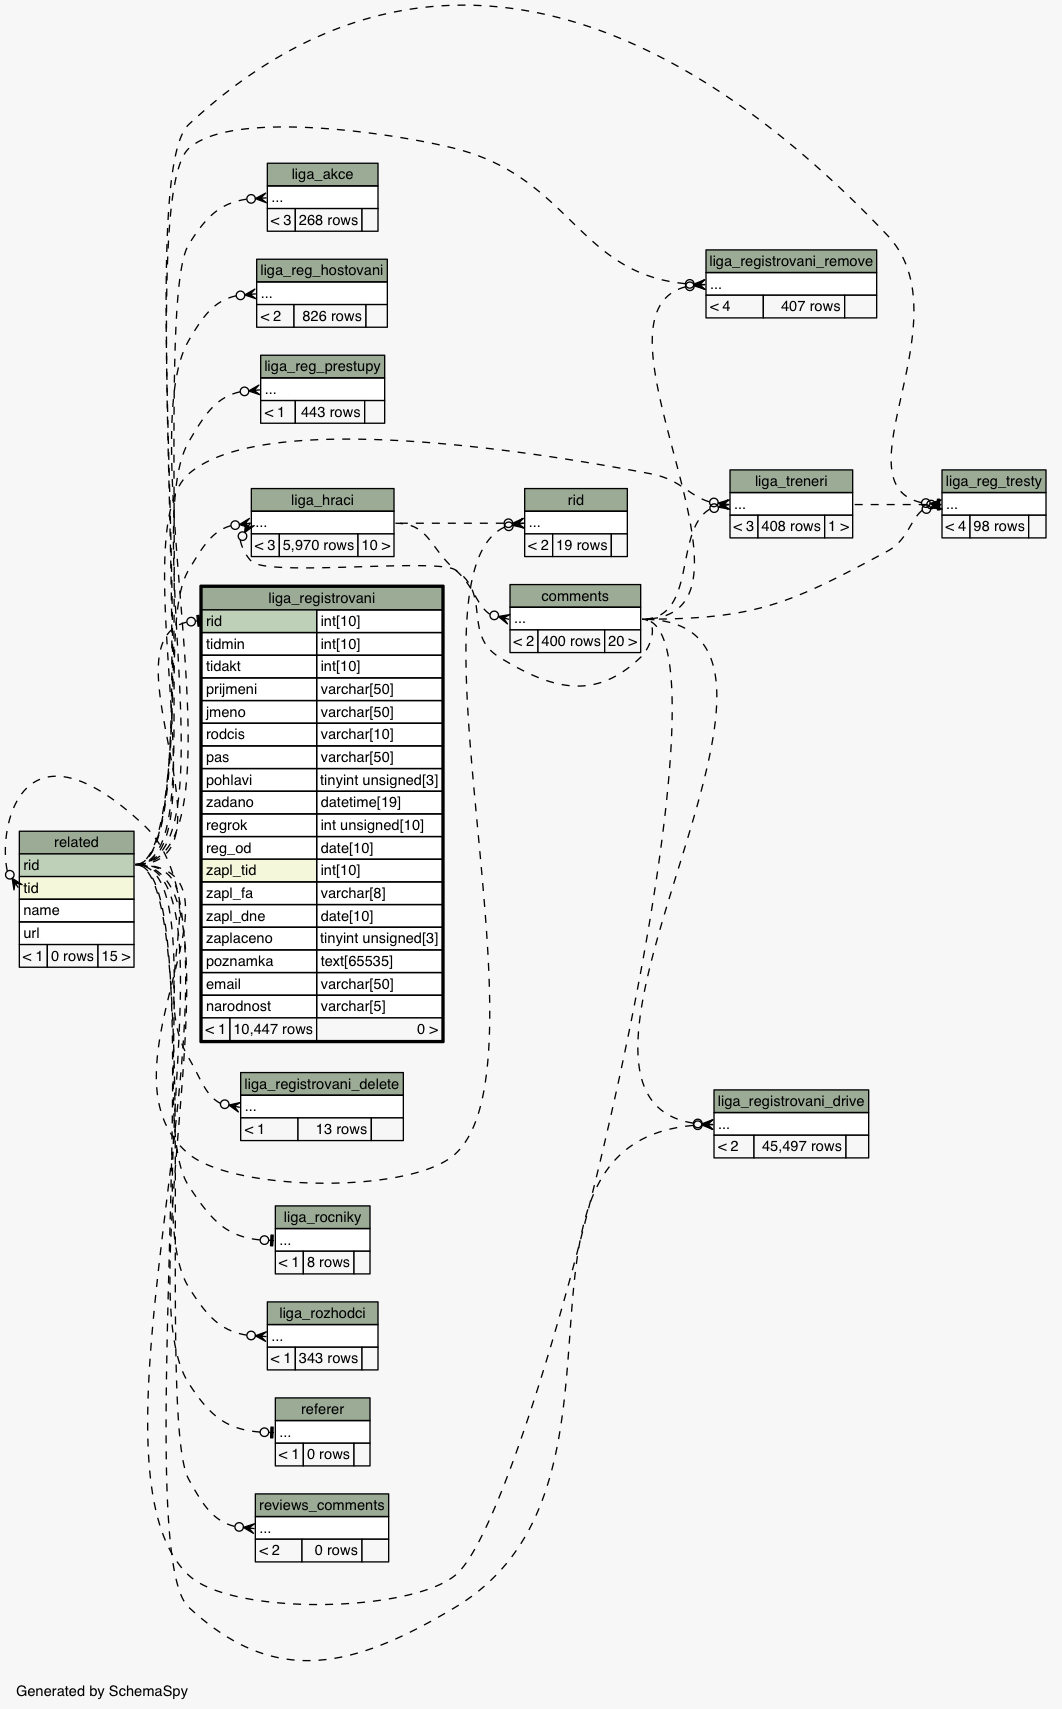 liga_akce
...
< 3 268 rows
liga_reg_hostovani
...
< 2 826 rows
liga_registrovani_remove
...
< 4 407 rows
liga_reg_prestupy
...
< 1 443 rows
liga_treneri
...
< 3 408 rows 1 >
liga_reg_tresty
...
< 4 98 rows
liga_hraci
...
< 3 5,970 rows 10 >
rid
...
< 2 19 rows
comments
...
< 2 400 rows 20 >
liga_registrovani
rid int[10]
tidmin int[10]
tidakt int[10]
prijmeni varchar[50]
jmeno varchar[50]
rodcis varchar[10]
pas varchar[50]
pohlavi tinyint unsigned[3]
zadano datetime[19]
regrok int unsigned[10]
reg_od date[10]
zapl_tid int[10]
zapl_fa varchar[8]
zapl_dne date[10]
zaplaceno tinyint unsigned[3]
poznamka text[65535]
email varchar[50]
narodnost varchar[5]
< 1 10,447 rows 0 >
related
rid
tid
name
url
< 1 0 rows 15 >
liga_registrovani_delete
...
< 1 13 rows
liga_registrovani_drive
...
< 2 45,497 rows
liga_rocniky
...
< 1 8 rows
liga_rozhodci
...
< 1 343 rows
referer
...
< 1 0 rows
reviews_comments
...
< 2 0 rows
Generated by SchemaSpy